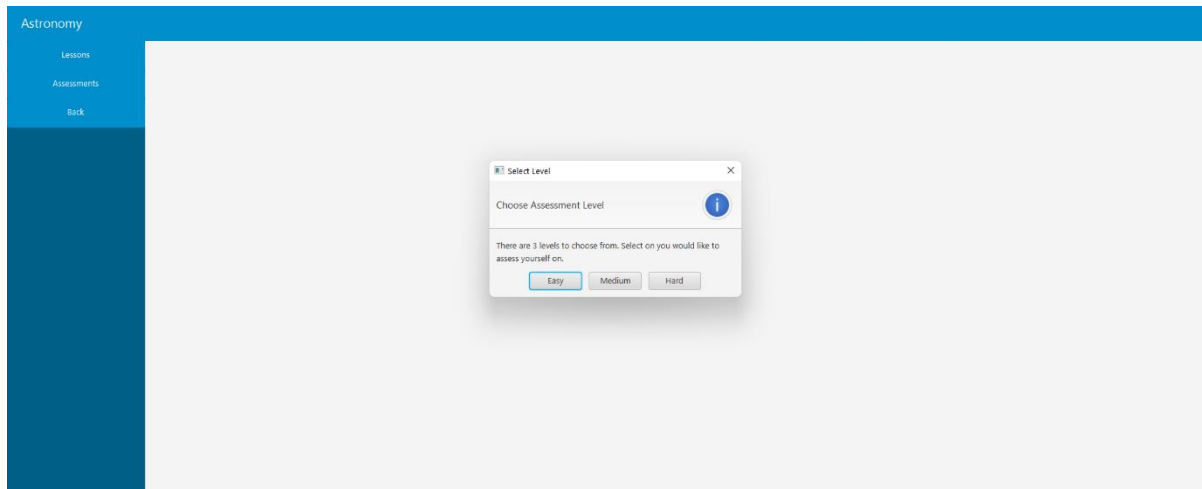 Astronomy
Lessons
Assessments
Back
Select Level
Choose Assessment Level
There are 3 levels to choose from. Select on you would like to
assess yourself on.
Easy Medium Hard